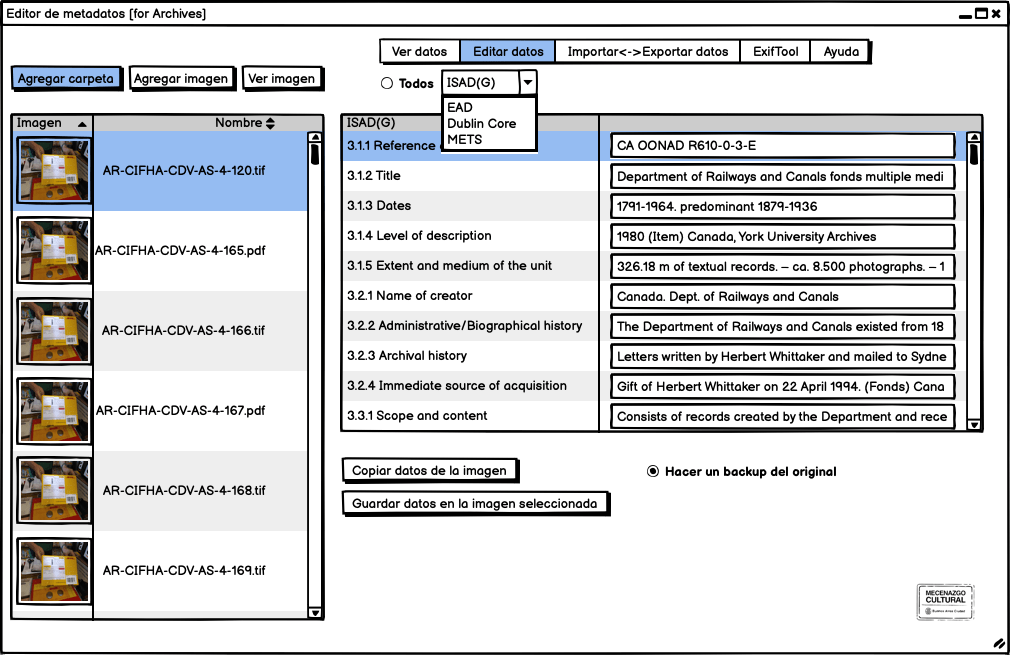 Editor de metadatos [for Archives]
Ver datos
Editar datos
Importar<->Exportar datos
ExifTool
Ayuda
Agregar carpeta
Agregar imagen
Ver imagen
Todos
ISAD(G)
EAD
Dublin Core
METS
Imagen
Nombre
AR-CIFHA-CDV-AS-4-120.tif
AR-CIFHA-CDV-AS-4-165.pdf
AR-CIFHA-CDV-AS-4-166.tif
AR-CIFHA-CDV-AS-4-167.pdf
AR-CIFHA-CDV-AS-4-168.tif
AR-CIFHA-CDV-AS-4-169.tif
ISAD(G)
3.1.1 Reference
CA OONAD R610-0-3-E
3.1.2 Title
Department of Railways and Canals fonds multiple medi
3.1.3 Dates
1791-1964. predominant 1879-1936
3.1.4 Level of description
1980 (Item) Canada, York University Archives
3.1.5 Extent and medium of the unit
326.18 m of textual records. – ca. 8.500 photographs. – 1
3.2.1 Name of creator
Canada. Dept. of Railways and Canals
3.2.2 Administrative/Biographical history
The Department of Railways and Canals existed from 18
3.2.3 Archival history
Letters written by Herbert Whittaker and mailed to Sydne
3.2.4 Immediate source of acquisition
Gift of Herbert Whittaker on 22 April 1994. (Fonds) Cana
3.3.1 Scope and content
Consists of records created by the Department and rece
Copiar datos de la imagen
Hacer un backup del original
Guardar datos en la imagen seleccionada
MECENAZGO
CULTURAL
Buenos Aires Ciudad